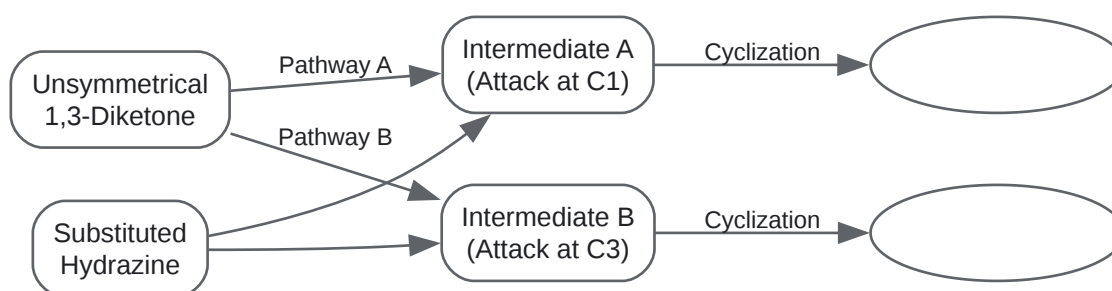 Unsymmetrical
1,3-Diketone
Pathway A
Pathway B
Substituted
Hydrazine
Intermediate A
(Attack at C1)
Cyclization
Intermediate B
(Attack at C3)
Cyclization